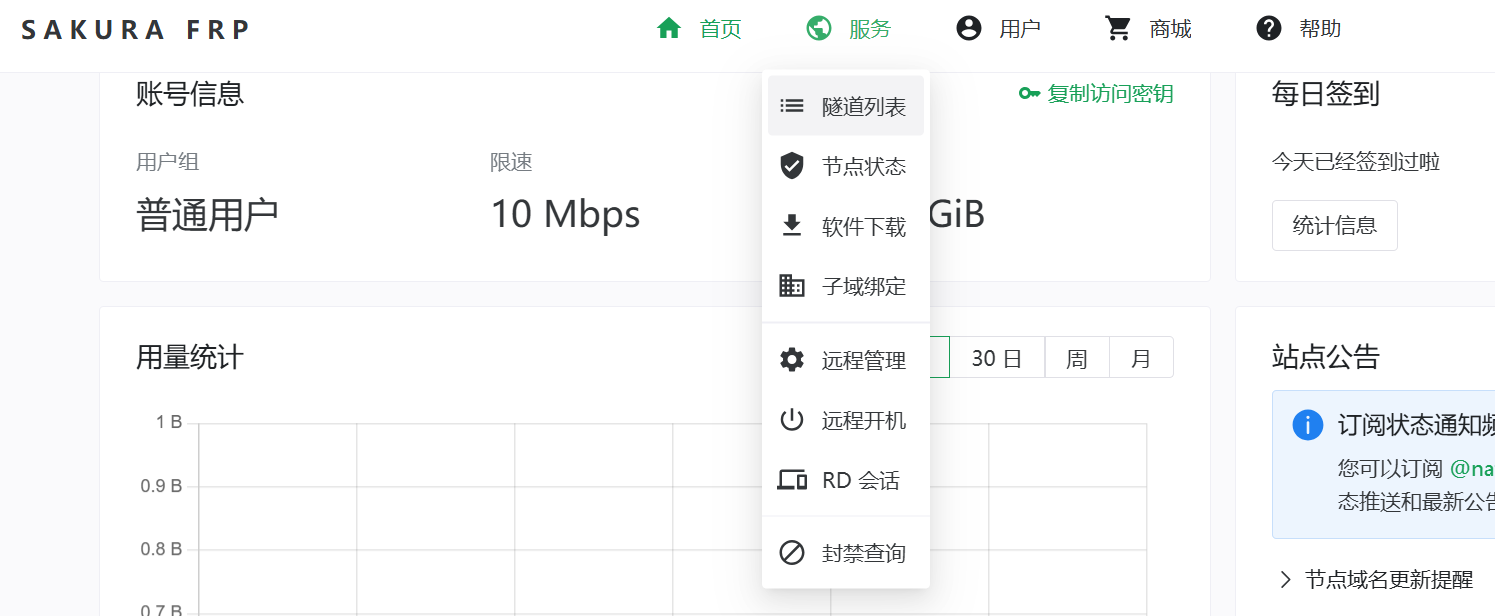 SAKURA FRP
首页
服务
用户
商城
帮助
账号信息
复制访问密钥
用户组
普通用户
限速
10 Mbps
GiB
隧道列表
节点状态
软件下载
子域绑定
远程管理
远程开机
RD 会话
封禁查询
每日签到
今天已经签到过啦
统计信息
用量统计
30 日
周
月
1 B
0.9 B
0.8 B
0.7 B
站点公告
订阅状态通知频
您可以订阅 @na
态推送和最新公告
节点域名更新提醒